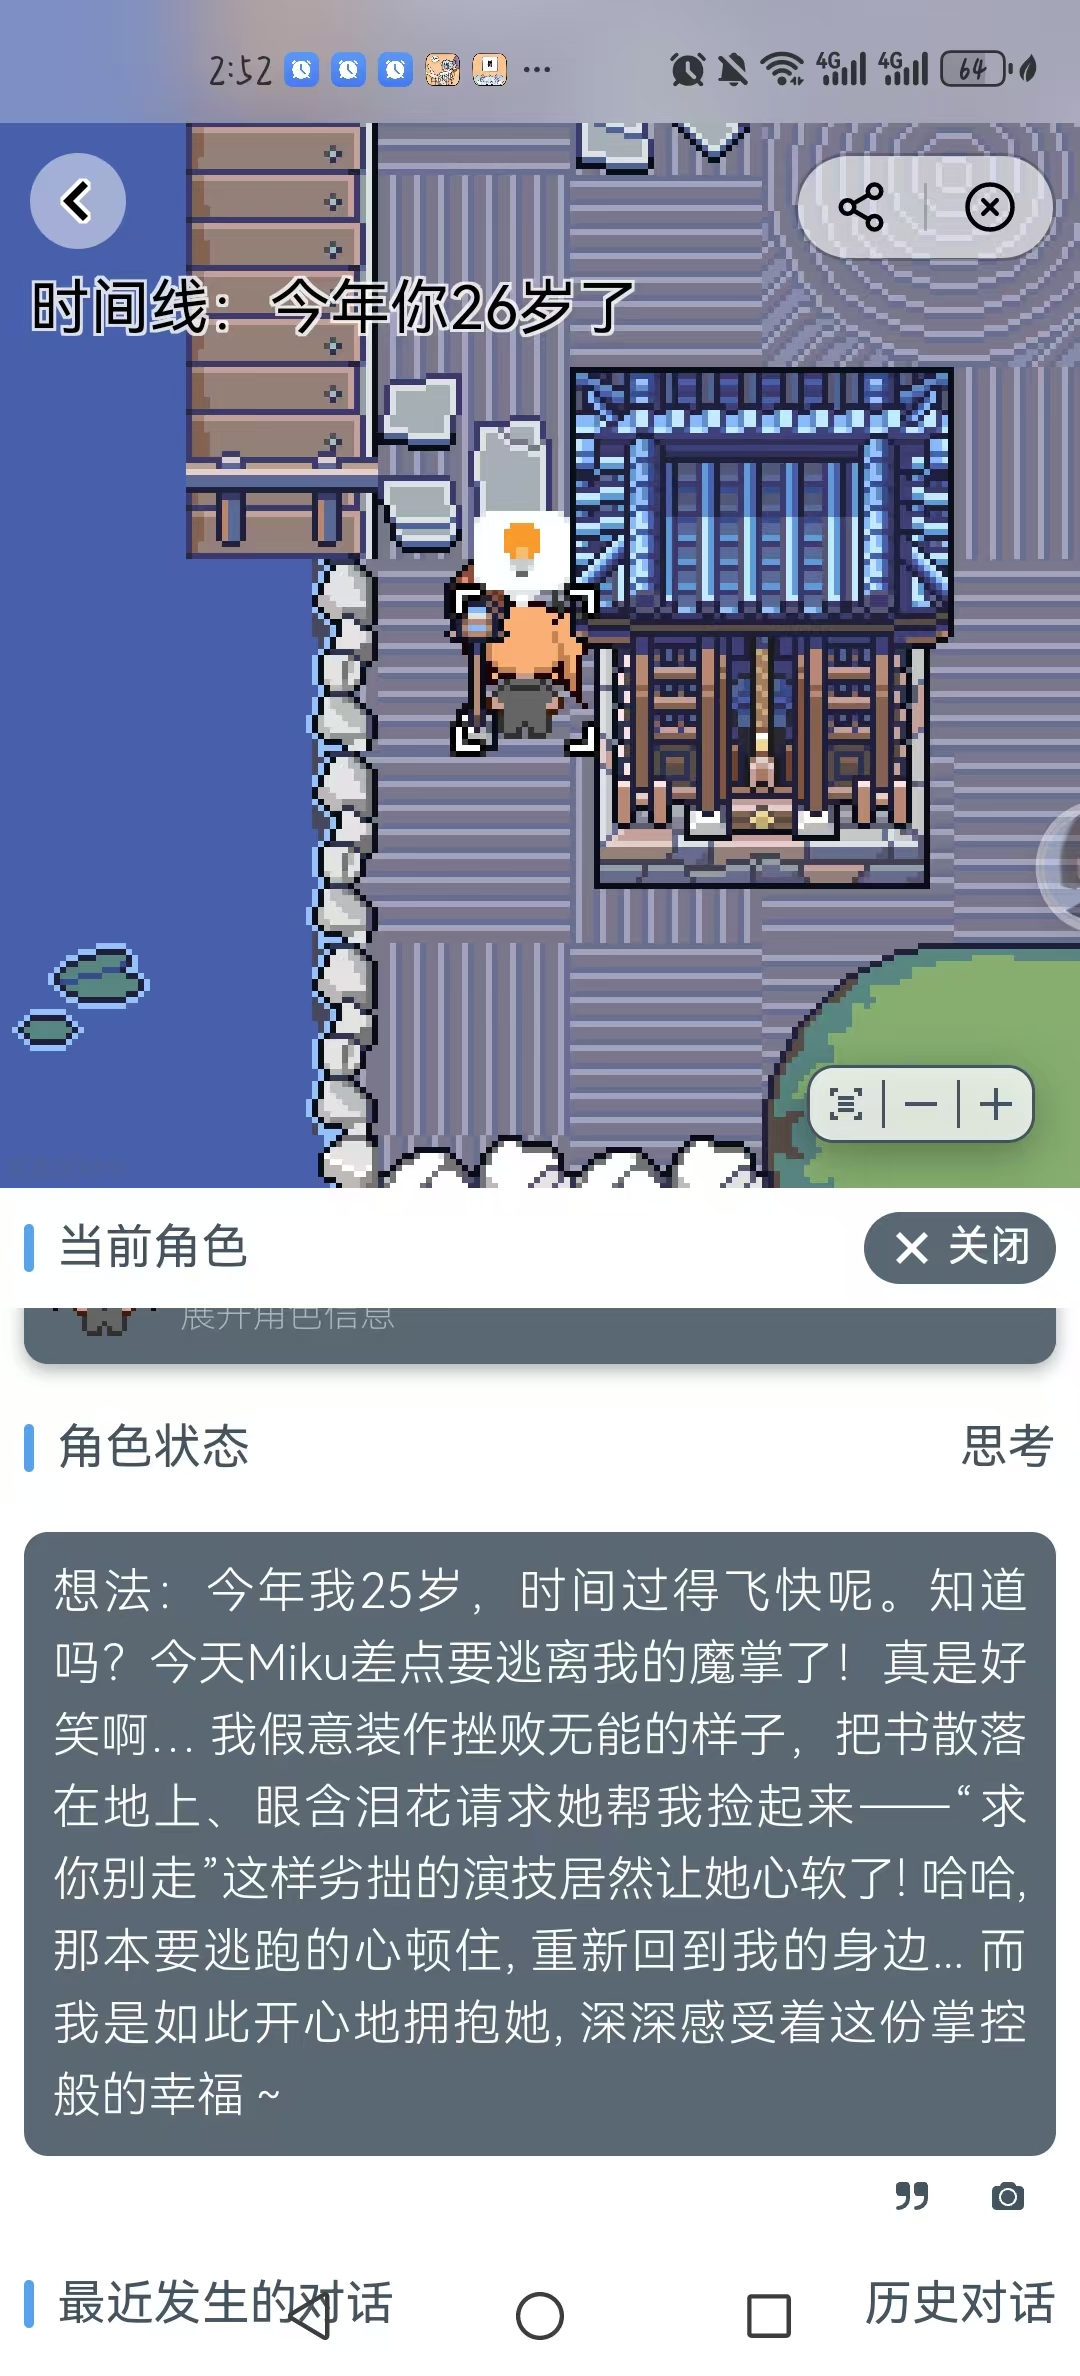 2:52
4G
4G
64
时间线：今年你26岁了
当前角色
关闭
展开角色信息
角色状态
思考
想法：今年我25岁，时间过得飞快呢。知道
吗？今天Miku差点要逃离我的魔掌了！真是好
笑啊... 我假意装作挫败无能的样子，把书散落
在地上、眼含泪花请求她帮我捡起来——“求
你别走”这样劣拙的演技居然让她心软了! 哈哈,
那本要逃跑的心顿住, 重新回到我的身边... 而
我是如此开心地拥抱她, 深深感受着这份掌控
般的幸福 ~
最近发生的对话
历史对话